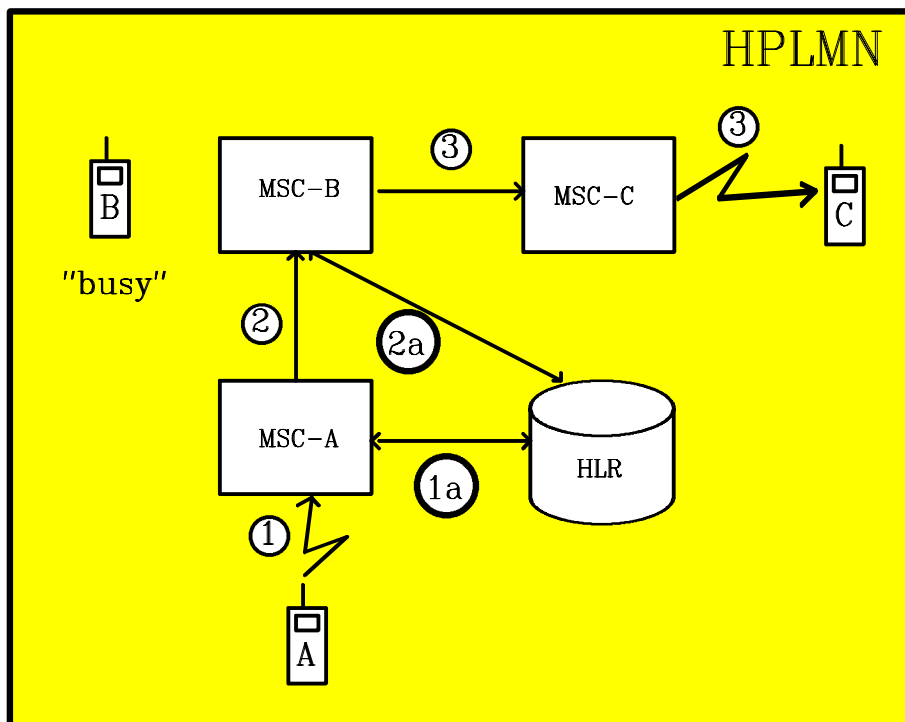 HPLMN
3
3
MSC-B
MSC-C
B
C
"busy"
2
2a
MSC-A
HLR
1a
1
A